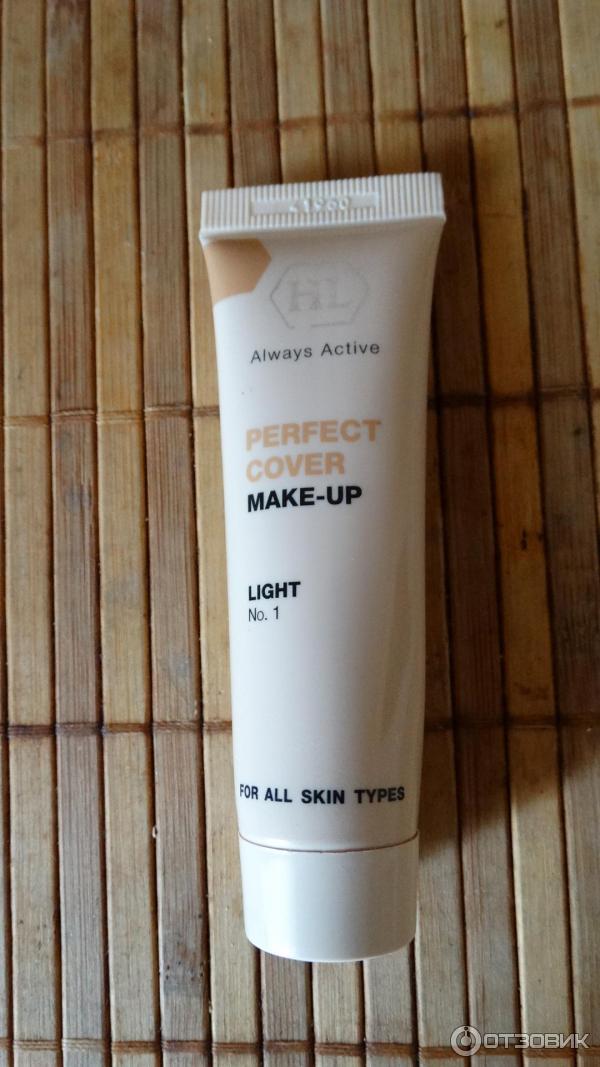 HL
Always Active
PERFECT
COVER
MAKE-UP
LIGHT
No. 1
FOR ALL SKIN TYPES
ОТЗОВИК